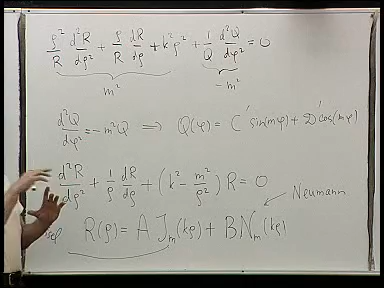 ρ²/R d²R/dρ² + ρ/R dR/dρ + k²ρ² + 1/Q d²Q/dφ² = 0
m² -m²
d²Q/dφ² = -m²Q ⟹ Q(φ) = C' sin(mφ) + D' cos(mφ)
d²R/dρ² + 1/ρ dR/dρ + (k² - m²/ρ²) R = 0
Neumann
R(ρ) = A J_m(kρ) + B N_m(kρ)